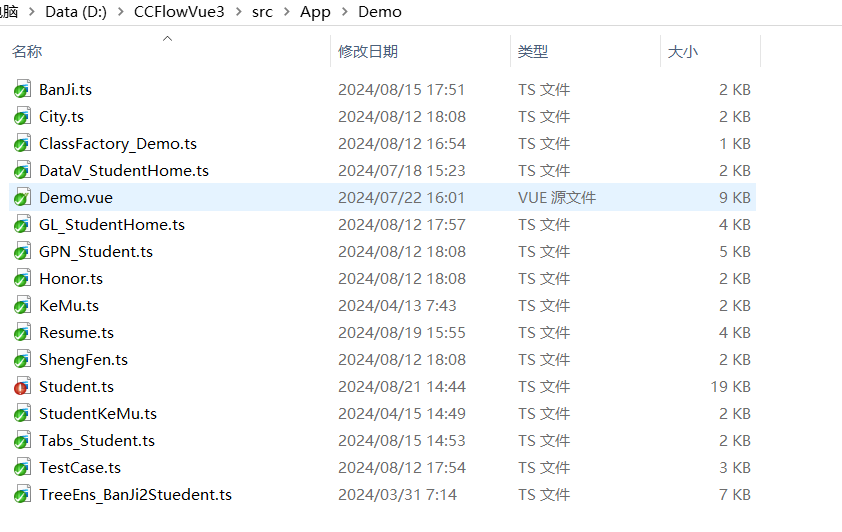 电脑 > Data (D:) > CCFlowVue3 > src > App > Demo
名称 修改日期 类型 大小
BanJi.ts 2024/08/15 17:51 TS 文件 2 KB
City.ts 2024/08/12 18:08 TS 文件 2 KB
ClassFactory_Demo.ts 2024/08/12 16:54 TS 文件 1 KB
DataV_StudentHome.ts 2024/07/18 15:23 TS 文件 2 KB
Demo.vue 2024/07/22 16:01 VUE 源文件 9 KB
GL_StudentHome.ts 2024/08/12 17:57 TS 文件 4 KB
GPN_Student.ts 2024/08/12 18:08 TS 文件 5 KB
Honor.ts 2024/08/12 18:08 TS 文件 2 KB
KeMu.ts 2024/04/13 7:43 TS 文件 2 KB
Resume.ts 2024/08/19 15:55 TS 文件 4 KB
ShengFen.ts 2024/08/12 18:08 TS 文件 2 KB
Student.ts 2024/08/21 14:44 TS 文件 19 KB
StudentKeMu.ts 2024/04/15 14:49 TS 文件 2 KB
Tabs_Student.ts 2024/08/15 14:53 TS 文件 2 KB
TestCase.ts 2024/08/12 17:54 TS 文件 3 KB
TreeEns_BanJi2Stuedent.ts 2024/03/31 7:14 TS 文件 7 KB